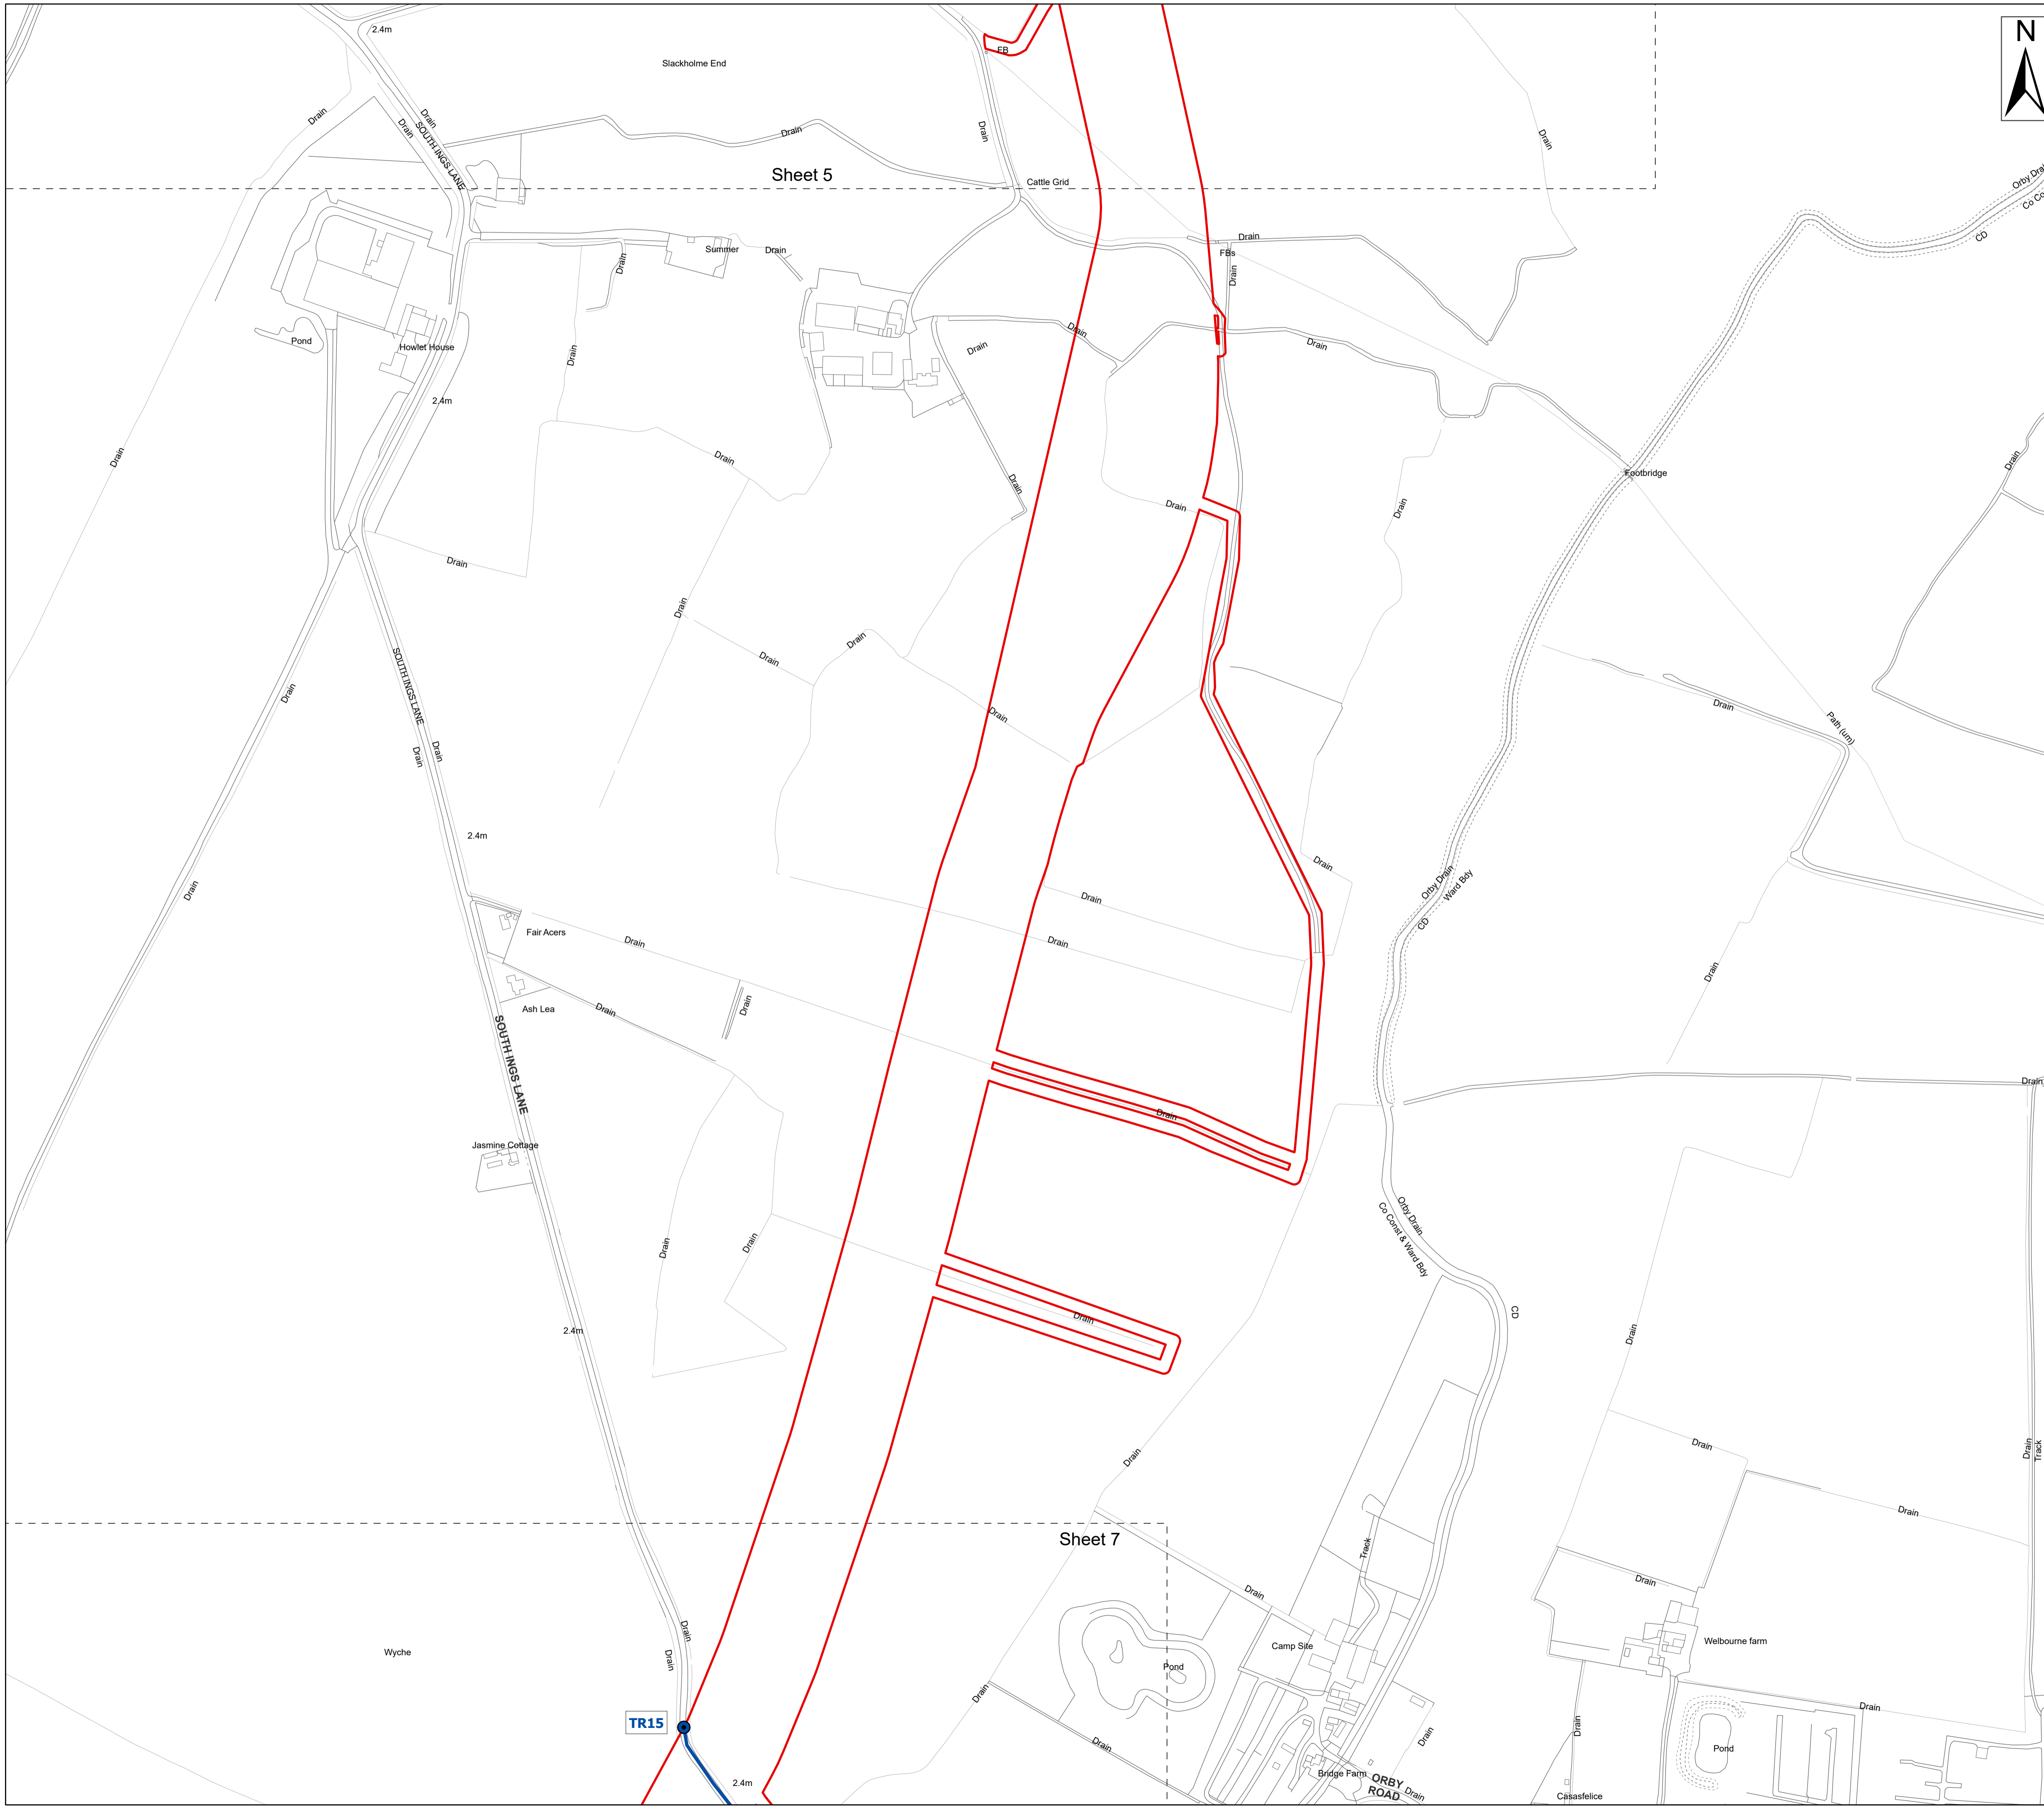 2.4m
FB
N
Slackholme End
Drain
Drain
Drain
SOUTH INGS LANE
Drain
Drain
Drain
Sheet 5
Cattle Grid
CD
Summer
Drain
Drain
Drain
FBs
Drain
Pond
Howlet House
Drain
Drain
Drain
Drain
2.4m
Drain
Drain
Drain
Footbridge
Drain
Drain
Drain
Drain
Drain
Drain
Drain
Drain
SOUTH INGS LANE
Drain
Drain
Drain
Drain
Drain
Path (um)
2.4m
Drain
Drain
Orby Drain
Ward Bdy
CD
Drain
Fair Acers
Drain
Drain
Drain
Ash Lea
Drain
Drain
SOUTH INGS LANE
Drain
Drain
Drain
Jasmine Cottage
Orby Drain
Co Const & Ward Bdy
Drain
Drain
CD
Drain
2.4m
Drain
Drain
Drain
Drain
Track
Drain
Sheet 7
Track
Drain
Drain
Camp Site
Welbourne farm
Drain
Drain
Wyche
Pond
Drain
Drain
TR15
Drain
Drain
Drain
Pond
2.4m
Bridge Farm
ORBY
ROAD
Drain
Casasfelice